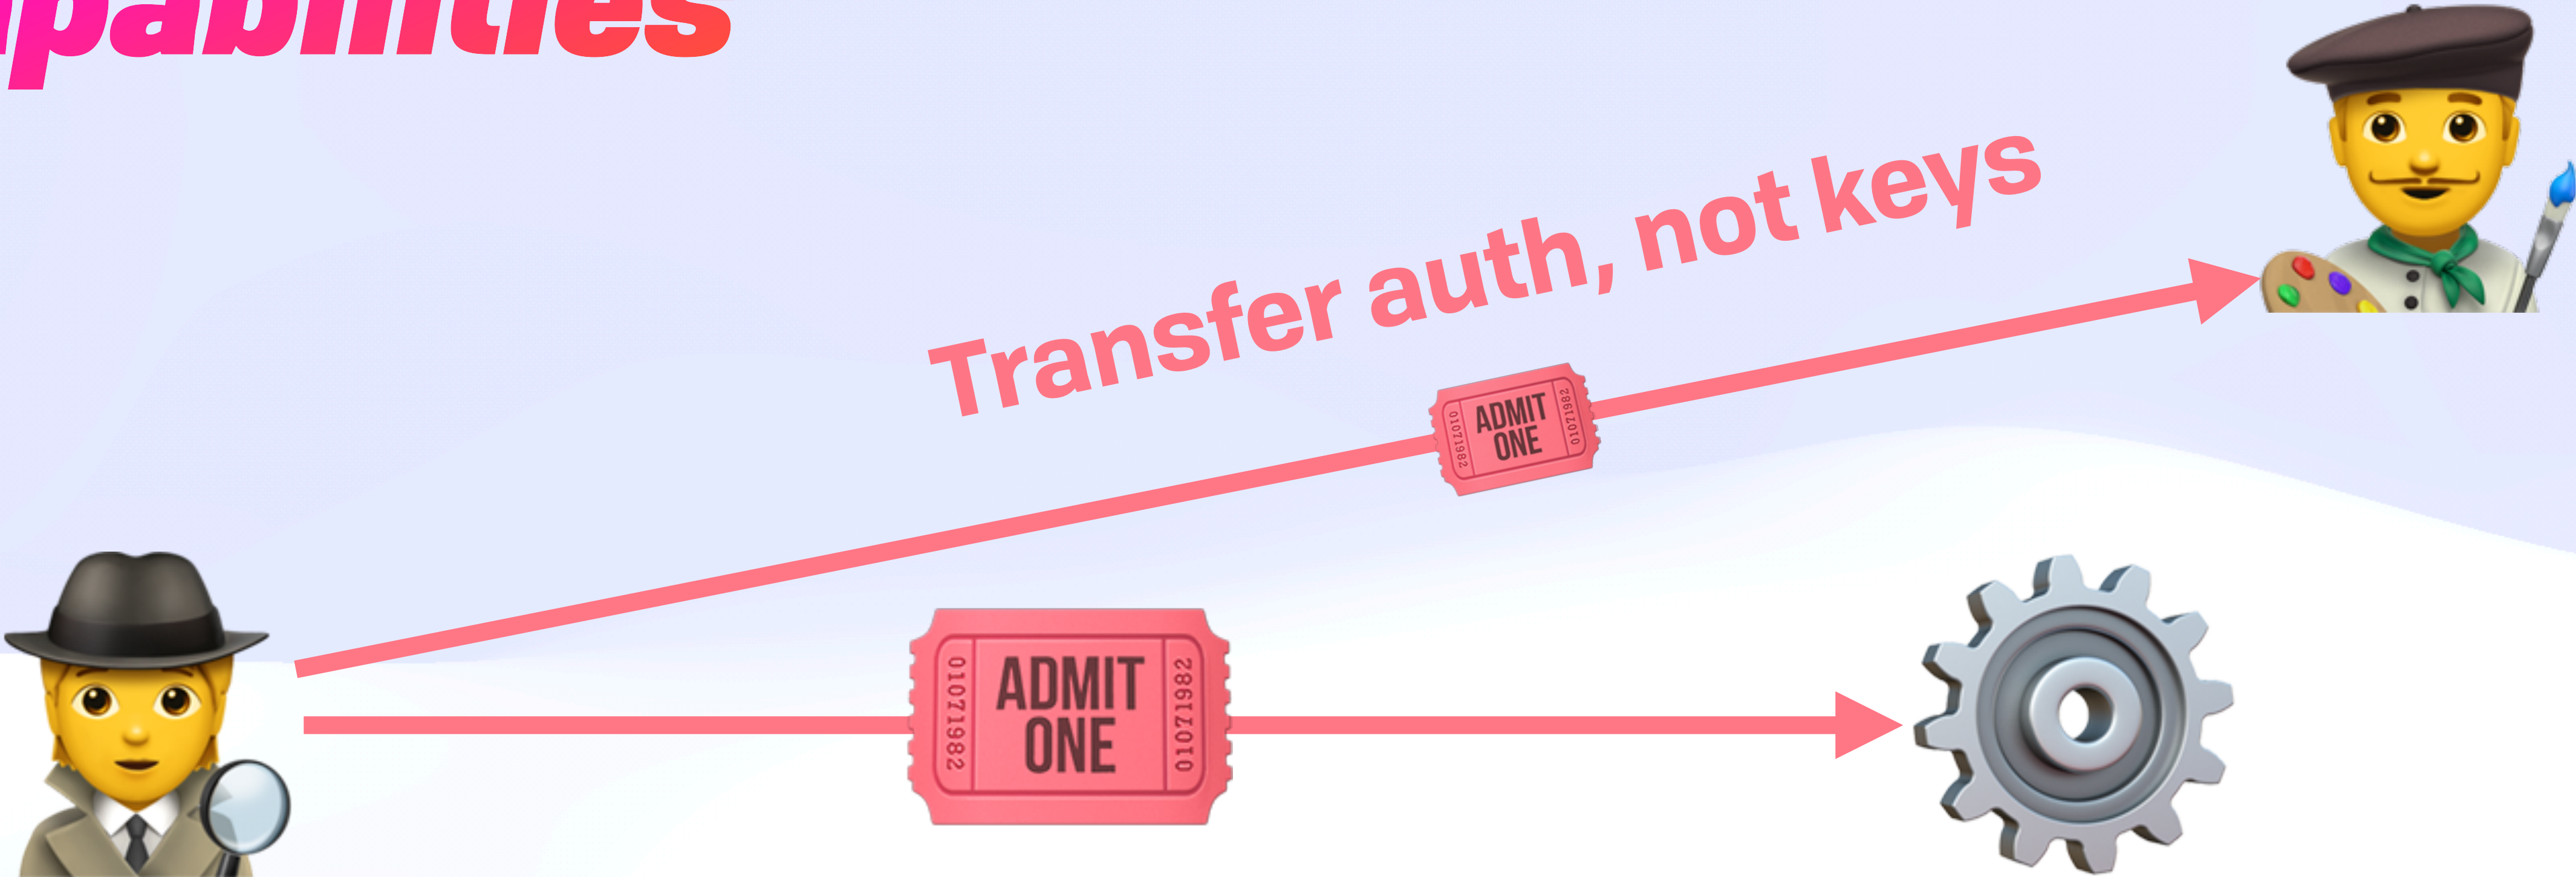 pabilities
Transfer auth, not keys
ADMIT
ONE
01071982
01071982
ADMIT
ONE
01071982
01071982